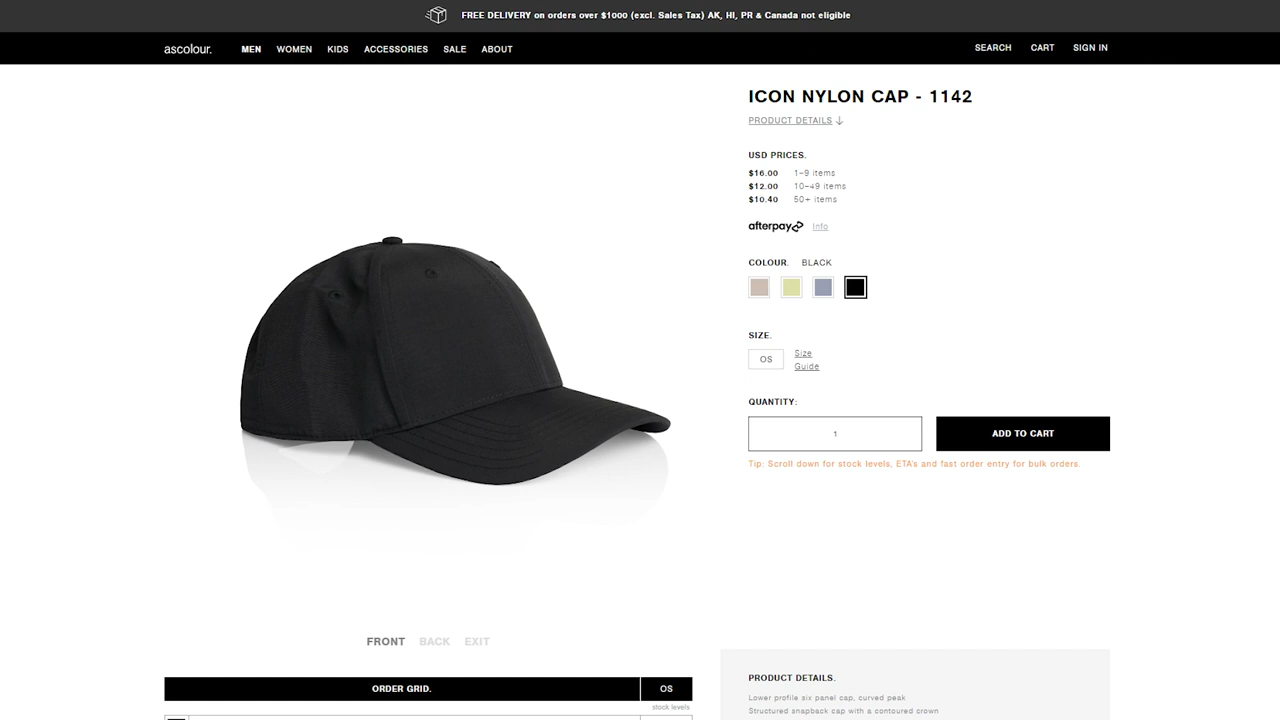 FREE DELIVERY on orders over $1000 (excl. Sales Tax) AK, HI, PR & Canada not eligible
ascolour. MEN WOMEN KIDS ACCESSORIES SALE ABOUT SEARCH CART SIGN IN
ICON NYLON CAP - 1142
PRODUCT DETAILS
USD PRICES.
$16.00 1–9 items
$12.00 10–49 items
$10.40 50+ items
afterpay Info
COLOUR. BLACK
SIZE.
OS Size
Guide
QUANTITY:
1 ADD TO CART
Tip: Scroll down for stock levels, ETA's and fast order entry for bulk orders.
FRONT BACK EXIT
ORDER GRID. OS
stock levels
PRODUCT DETAILS.
Lower profile six panel cap, curved peak
Structured snapback cap with a contoured crown